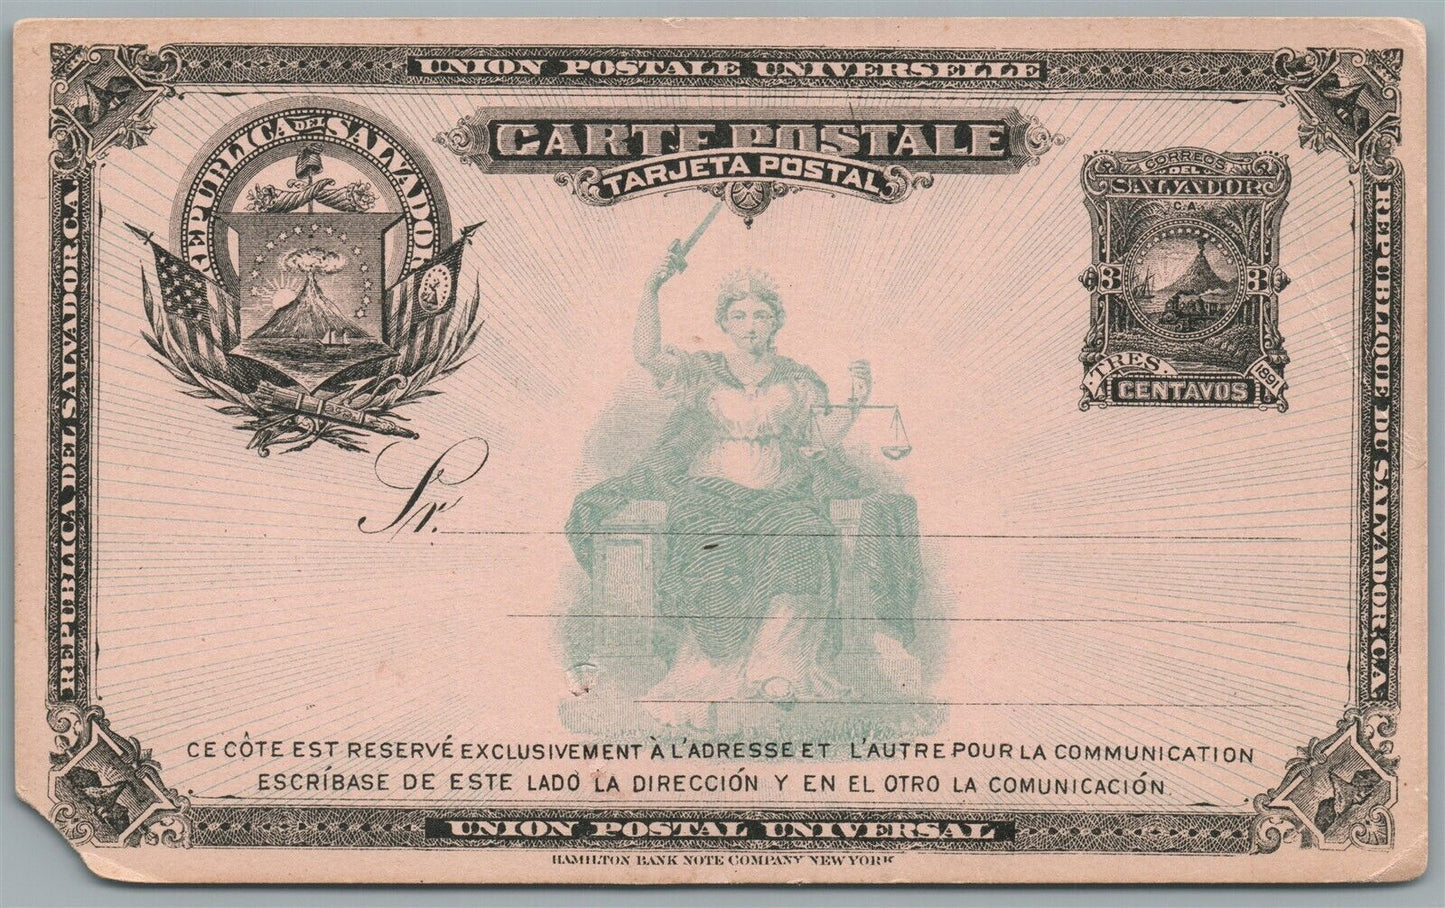 UNION POSTALE UNIVERSELLE
CARTE POSTALE
TARJETA POSTAL
REPUBLICA DEL SALVADOR
CORREOS
DEL
SALVADOR
C.A.
3 3
TRES.
1891
CENTAVOS
REPUBLICA DEL SALVADOR C.A.
REPUBLIQUE DU SALVADOR C.A.
Sr.
CE CÔTE EST RESERVÉ EXCLUSIVEMENT À L'ADRESSE ET L'AUTRE POUR LA COMMUNICATION
ESCRÍBASE DE ESTE LADO LA DIRECCIÓN Y EN EL OTRO LA COMUNICACIÓN
UNION POSTAL UNIVERSAL
HAMILTON BANK NOTE COMPANY NEW YORK